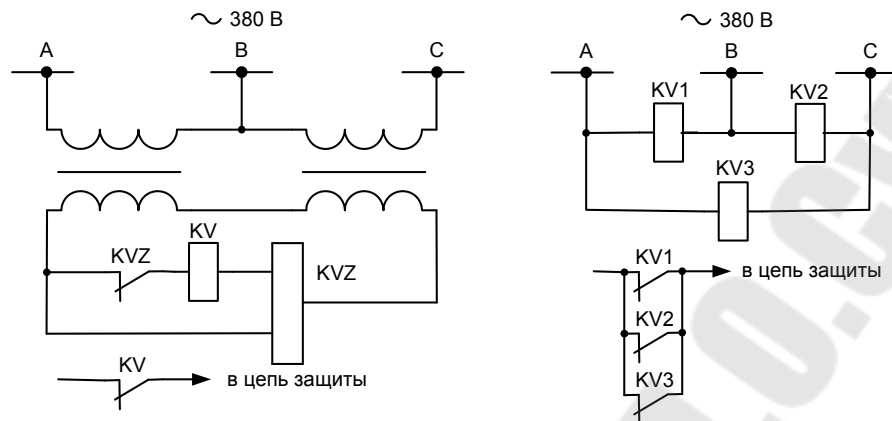 380 В
A
B
C
KVZ
KV
KVZ
KV
в цепь защиты
380 В
A
B
C
KV1
KV2
KV3
KV1
в цепь защиты
KV2
KV3